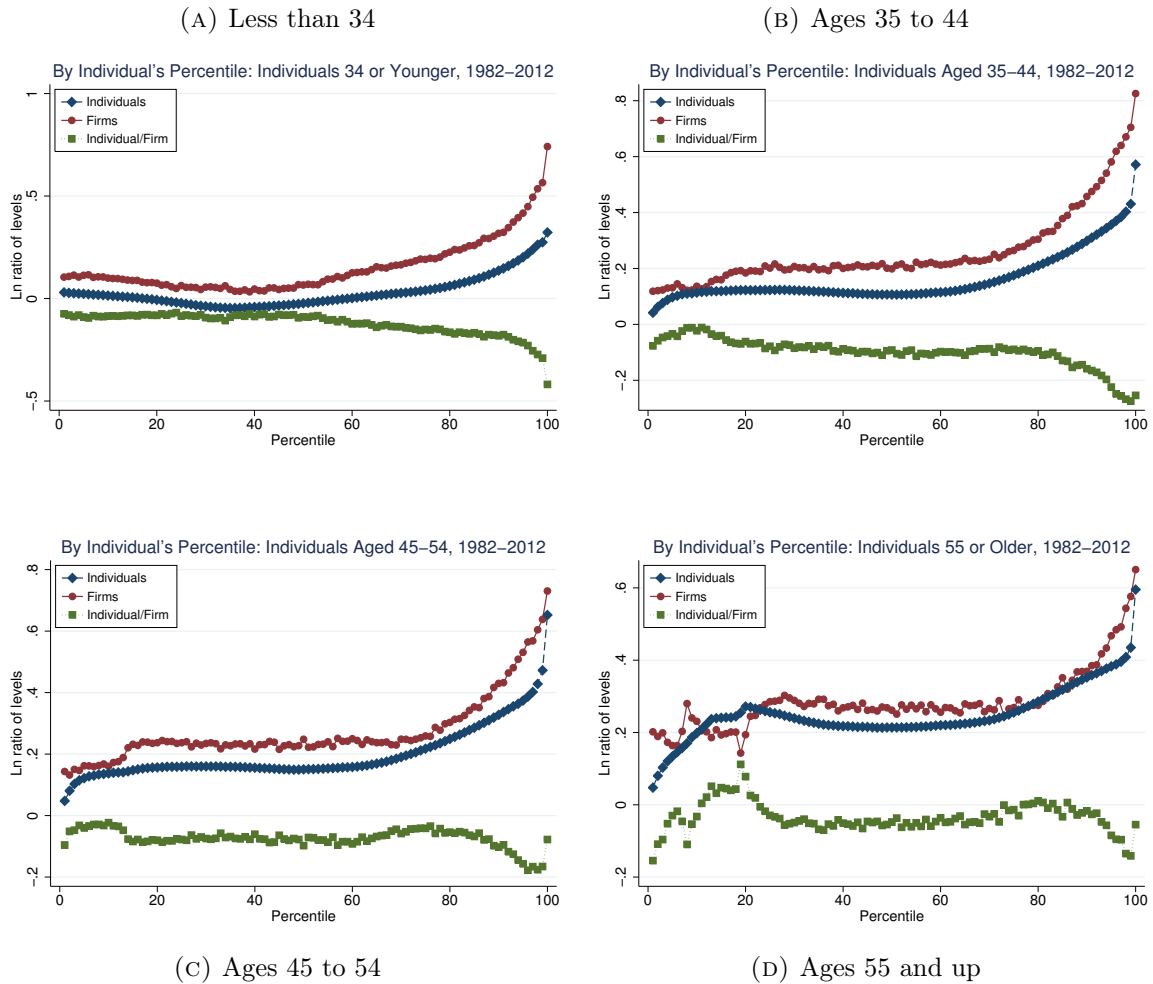 (A) Less than 34
(B) Ages 35 to 44
By Individual's Percentile: Individuals 34 or Younger, 1982−2012
Individuals
Firms
Individual/Firm
Ln ratio of levels
1
.5
0
−.5
0 20 40 60 80 100
Percentile
By Individual's Percentile: Individuals Aged 35−44, 1982−2012
Individuals
Firms
Individual/Firm
Ln ratio of levels
.8
.6
.4
.2
0
−.2
0 20 40 60 80 100
Percentile
By Individual's Percentile: Individuals Aged 45−54, 1982−2012
Individuals
Firms
Individual/Firm
Ln ratio of levels
.8
.6
.4
.2
0
−.2
0 20 40 60 80 100
Percentile
By Individual's Percentile: Individuals 55 or Older, 1982−2012
Individuals
Firms
Individual/Firm
Ln ratio of levels
.6
.4
.2
0
−.2
0 20 40 60 80 100
Percentile
(C) Ages 45 to 54
(D) Ages 55 and up